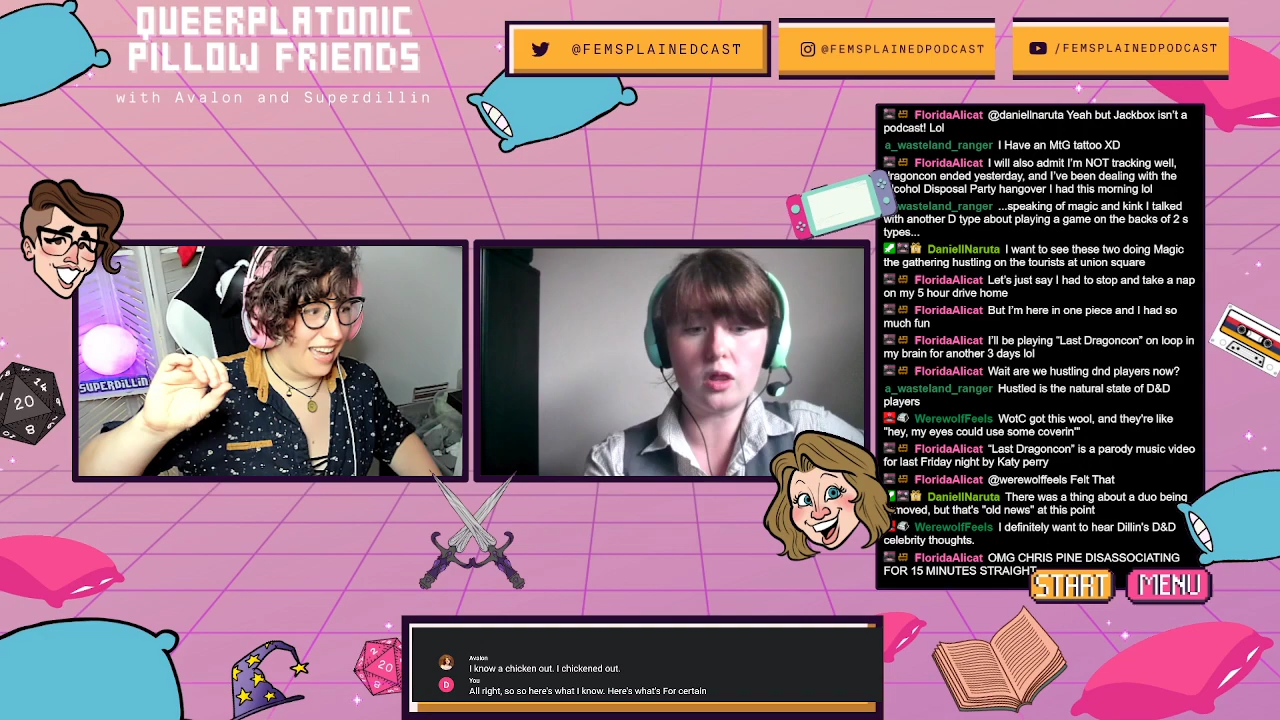 QUEERPLATONIC
PILLOW FRIENDS
with Avalon and Superdillin
@FEMSPLAINEDCAST
@FEMSPLAINEDPODCAST
/FEMSPLAINEDPODCAST
FloridaAlicat @daniellnaruta Yeah but Jackbox isn't a
podcast! Lol
a_wasteland_ranger I Have an MtG tattoo XD
FloridaAlicat I will also admit I'm NOT tracking well,
dragoncon ended yesterday, and I've been dealing with the
alcohol Disposal Party hangover I had this morning lol
wasteland_ranger ...speaking of magic and kink I talked
with another D type about playing a game on the backs of 2 s
types...
DaniellNaruta I want to see these two doing Magic
the gathering hustling on the tourists at union square
FloridaAlicat Let's just say I had to stop and take a nap
on my 5 hour drive home
FloridaAlicat But I'm here in one piece and I had so
much fun
FloridaAlicat I'll be playing "Last Dragoncon" on loop in
my brain for another 3 days lol
FloridaAlicat Wait are we hustling dnd players now?
a_wasteland_ranger Hustled is the natural state of D&D
players
WerewolfFeels WotC got this wool, and they're like
"hey, my eyes could use some coverin'"
FloridaAlicat "Last Dragoncon" is a parody music video
for last Friday night by Katy perry
FloridaAlicat @werewolffeels Felt That
DaniellNaruta There was a thing about a duo being
removed, but that's "old news" at this point
WerewolfFeels I definitely want to hear Dillin's D&D
celebrity thoughts.
FloridaAlicat OMG CHRIS PINE DISASSOCIATING
FOR 15 MINUTES STRAIGHT
START
MENU
SUPERDILLIN
20
14
8
20
2
Avalon
I know a chicken out. I chickened out.
D
You
All right, so so here's what I know. Here's what's For certain